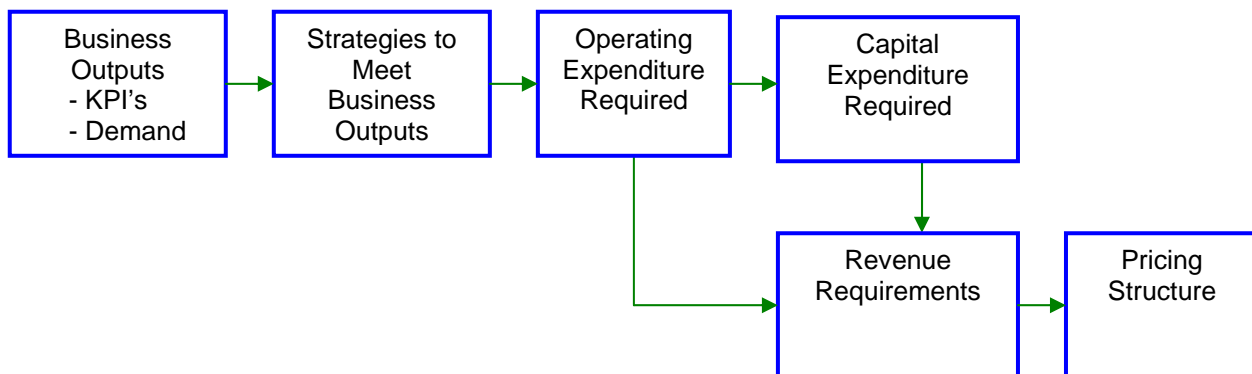 Business
Outputs
- KPI's
- Demand
Strategies to
Meet
Business
Outputs
Operating
Expenditure
Required
Capital
Expenditure
Required
Revenue
Requirements
Pricing
Structure